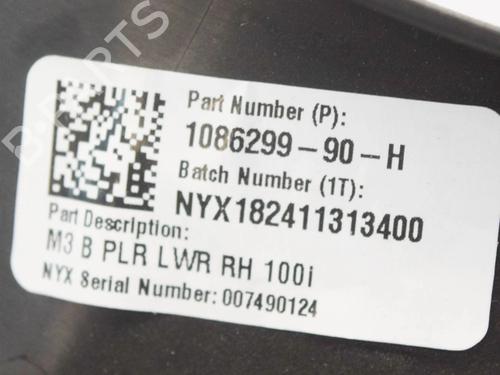 Part Number (P):
1086299-90-H
Batch Number (1T):
NYX182411313400
Part Description:
M3 B PLR LWR RH 100i
NYX Serial Number: 007490124
B-PARTS